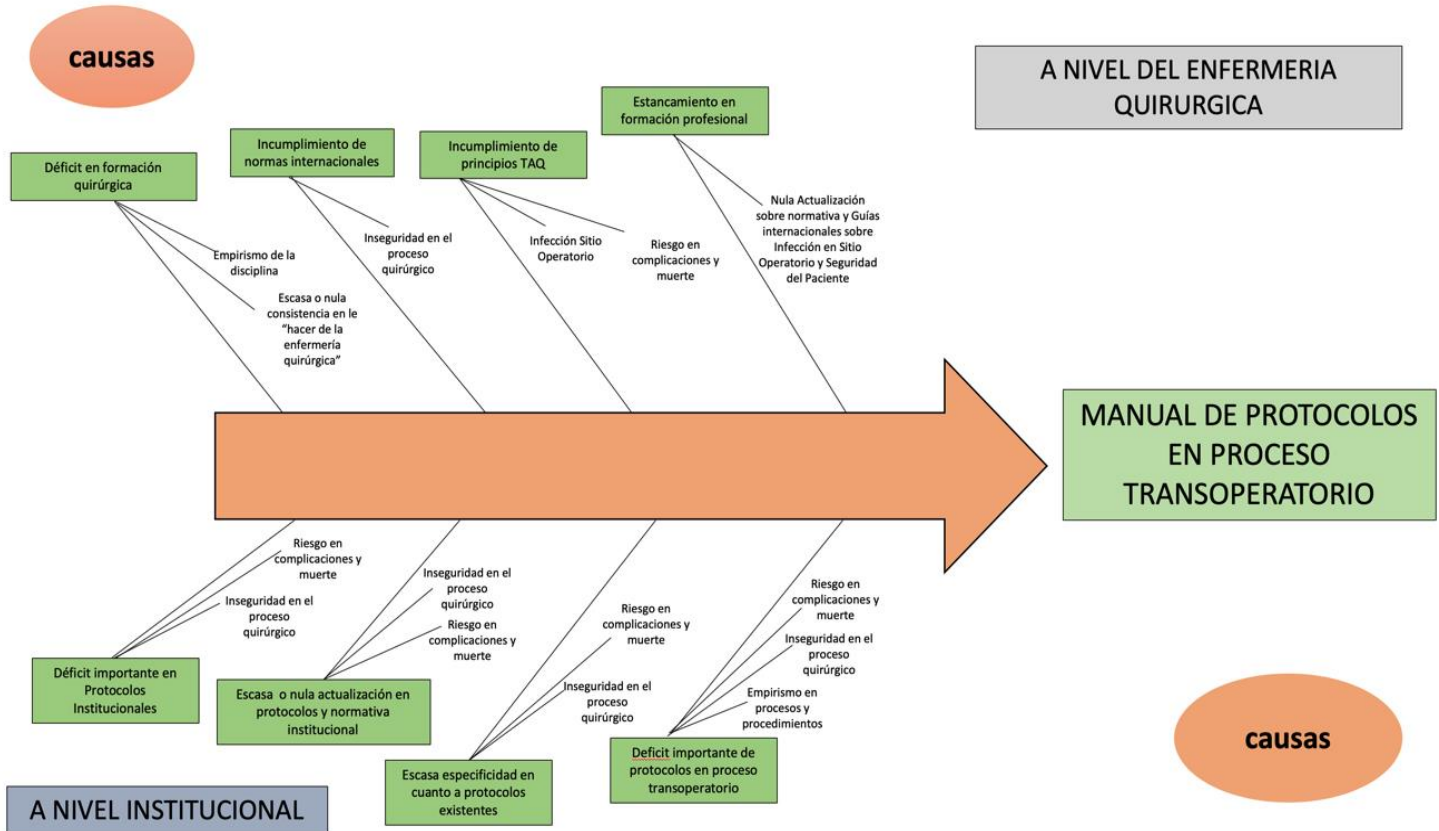 causas
A NIVEL DEL ENFERMERIA
QUIRURGICA
Estancamiento en
formación profesional
Incumplimiento de
normas internacionales
Incumplimiento de
principios TAQ
Déficit en formación
quirúrgica
Empirismo de la
disciplina
Escasa o nula
consistencia en le
“hacer de la
enfermería
quirúrgica”
Inseguridad en el
proceso
quirúrgico
Infección Sitio
Operatorio
Riesgo en
complicaciones y
muerte
Nula Actualización
sobre normativa y Guías
internacionales sobre
Infección en Sitio
Operatorio y Seguridad
del Paciente
MANUAL DE PROTOCOLOS
EN PROCESO
TRANSOPERATORIO
Riesgo en
complicaciones y
muerte
Inseguridad en el
proceso
quirúrgico
Déficit importante en
Protocolos
Institucionales
Inseguridad en el
proceso
quirúrgico
Riesgo en
complicaciones y
muerte
Escasa o nula actualización en
protocolos y normativa
institucional
Riesgo en
complicaciones y
muerte
Inseguridad en el
proceso
quirúrgico
Escasa especificidad en
cuanto a protocolos
existentes
Riesgo en
complicaciones y
muerte
Inseguridad en el
proceso
quirúrgico
Empirismo en
procesos y
procedimientos
Deficit importante de
protocolos en proceso
transoperatorio
causas
A NIVEL INSTITUCIONAL